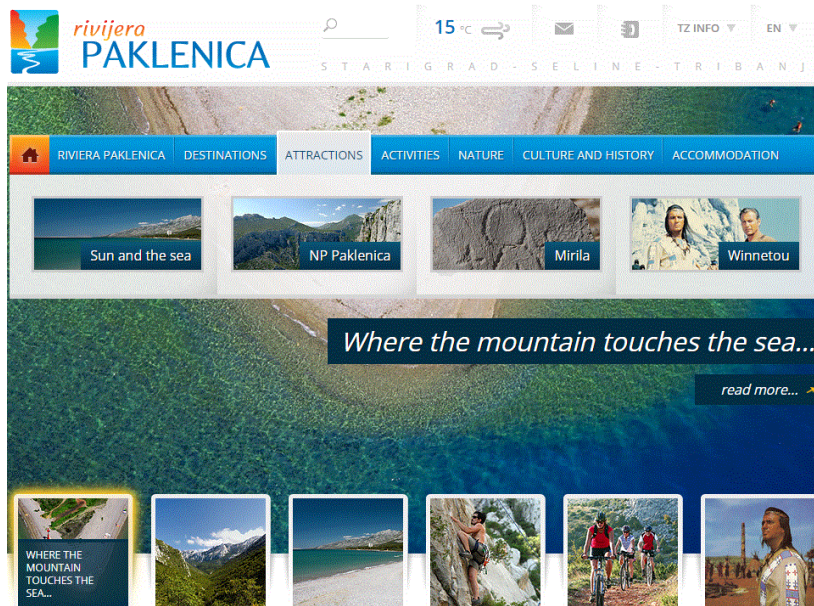 rivijera
PAKLENICA
15 °C
TZ INFO
EN
STARIGRAD-SELINE-TRIBANJ
RIVIERA PAKLENICA
DESTINATIONS
ATTRACTIONS
ACTIVITIES
NATURE
CULTURE AND HISTORY
ACCOMMODATION
Sun and the sea
NP Paklenica
Mirila
Winnetou
Where the mountain touches the sea...
read more...
WHERE THE
MOUNTAIN
TOUCHES THE
SEA...